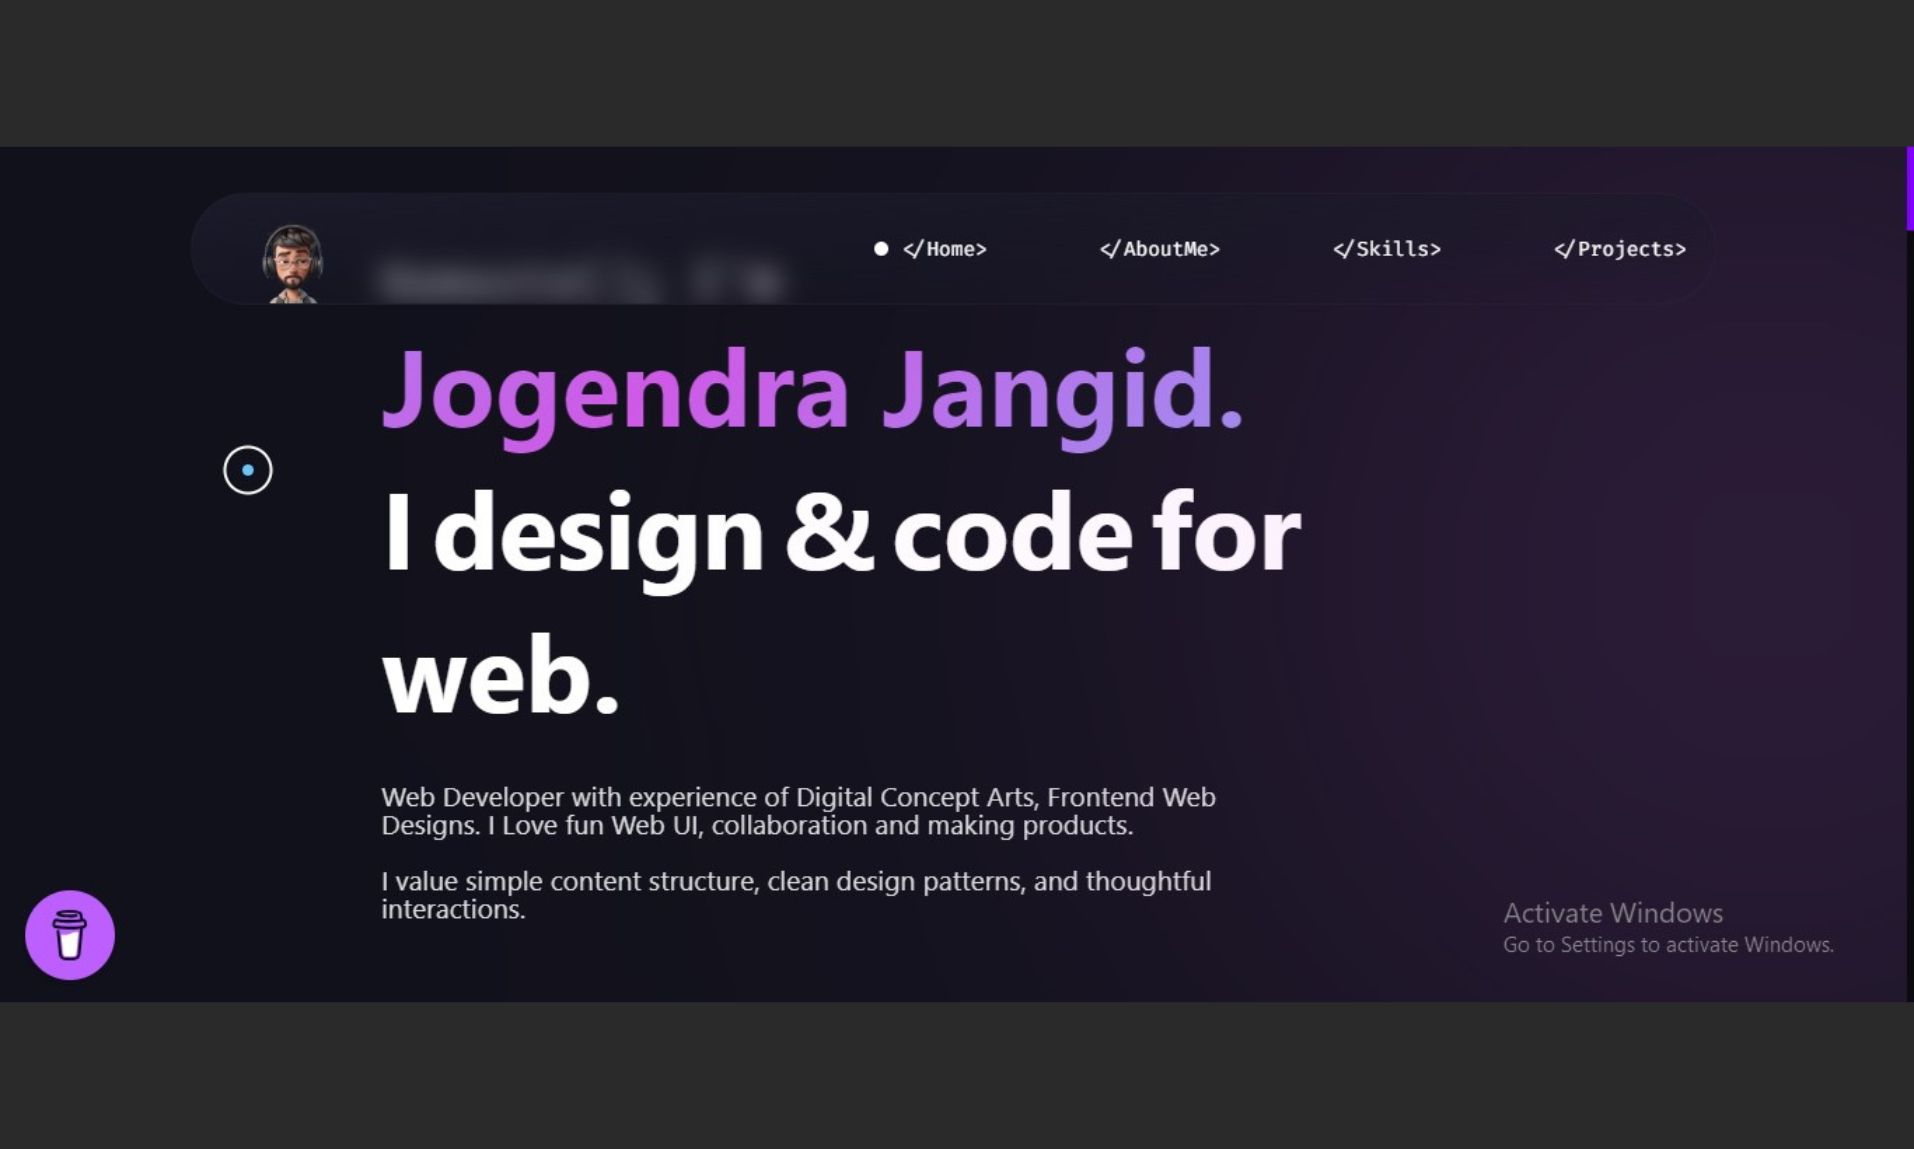 </Home>
</AboutMe>
</Skills>
</Projects>
Jogendra Jangid.
I design & code for
web.
Web Developer with experience of Digital Concept Arts, Frontend Web
Designs. I Love fun Web UI, collaboration and making products.
I value simple content structure, clean design patterns, and thoughtful
interactions.
Activate Windows
Go to Settings to activate Windows.